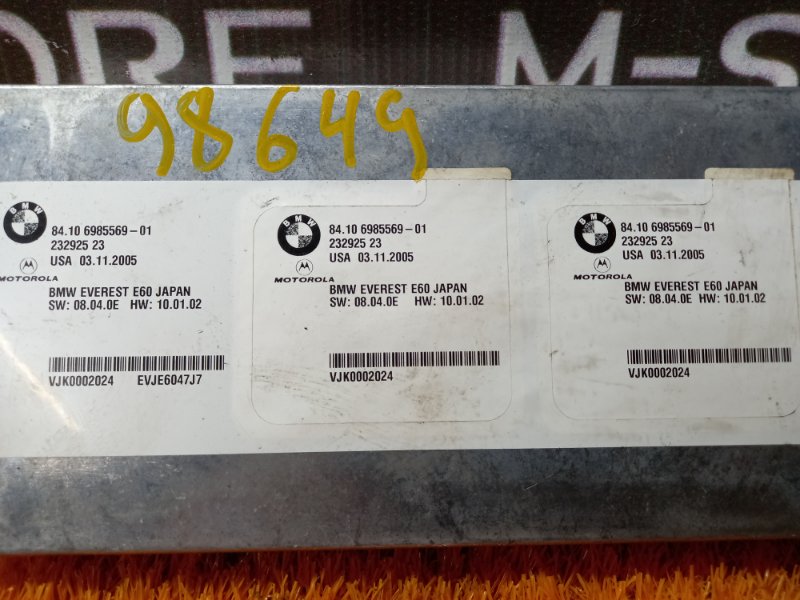 ORE M-S
98649
BMW
84.10 6985569-01
232925 23
USA 03.11.2005
MOTOROLA
BMW EVEREST E60 JAPAN
SW: 08.04.0E HW: 10.01.02
VJK0002024 EVJE6047J7
BMW
84.10 6985569-01
232925 23
USA 03.11.2005
MOTOROLA
BMW EVEREST E60 JAPAN
SW: 08.04.0E HW: 10.01.02
VJK0002024
BMW
84.10 6985569-01
232925 23
USA 03.11.2005
MOTOROLA
BMW EVEREST E60 JAPAN
SW: 08.04.0E HW: 10.01.02
VJK0002024